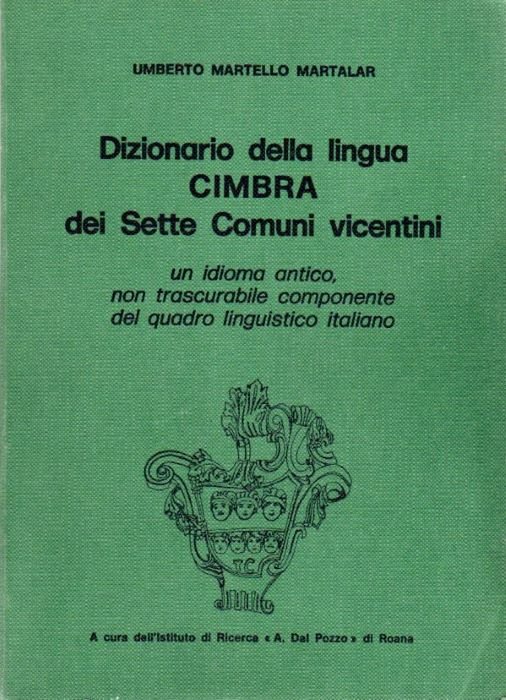 UMBERTO MARTELLO MARTALAR
Dizionario della lingua
CIMBRA
dei Sette Comuni vicentini
un idioma antico,
non trascurabile componente
del quadro linguistico italiano
TC
A cura dell'Istituto di Ricerca « A. Dal Pozzo » di Roana